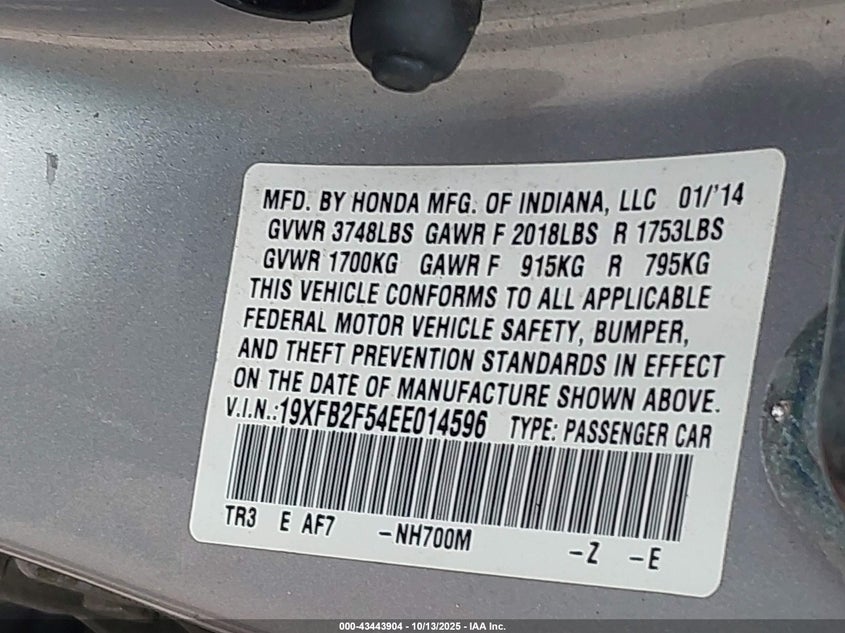 MFD. BY HONDA MFG. OF INDIANA, LLC 01/'14
GVWR 3748LBS GAWR F 2018LBS R 1753LBS
GVWR 1700KG GAWR F 915KG R 795KG
THIS VEHICLE CONFORMS TO ALL APPLICABLE
FEDERAL MOTOR VEHICLE SAFETY, BUMPER,
AND THEFT PREVENTION STANDARDS IN EFFECT
ON THE DATE OF MANUFACTURE SHOWN ABOVE.
V.I.N.:19XFB2F54EE014596 TYPE: PASSENGER CAR
TR3 E AF7 -NH700M -Z -E
000-43443904 - 10/13/2025 - IAA Inc.